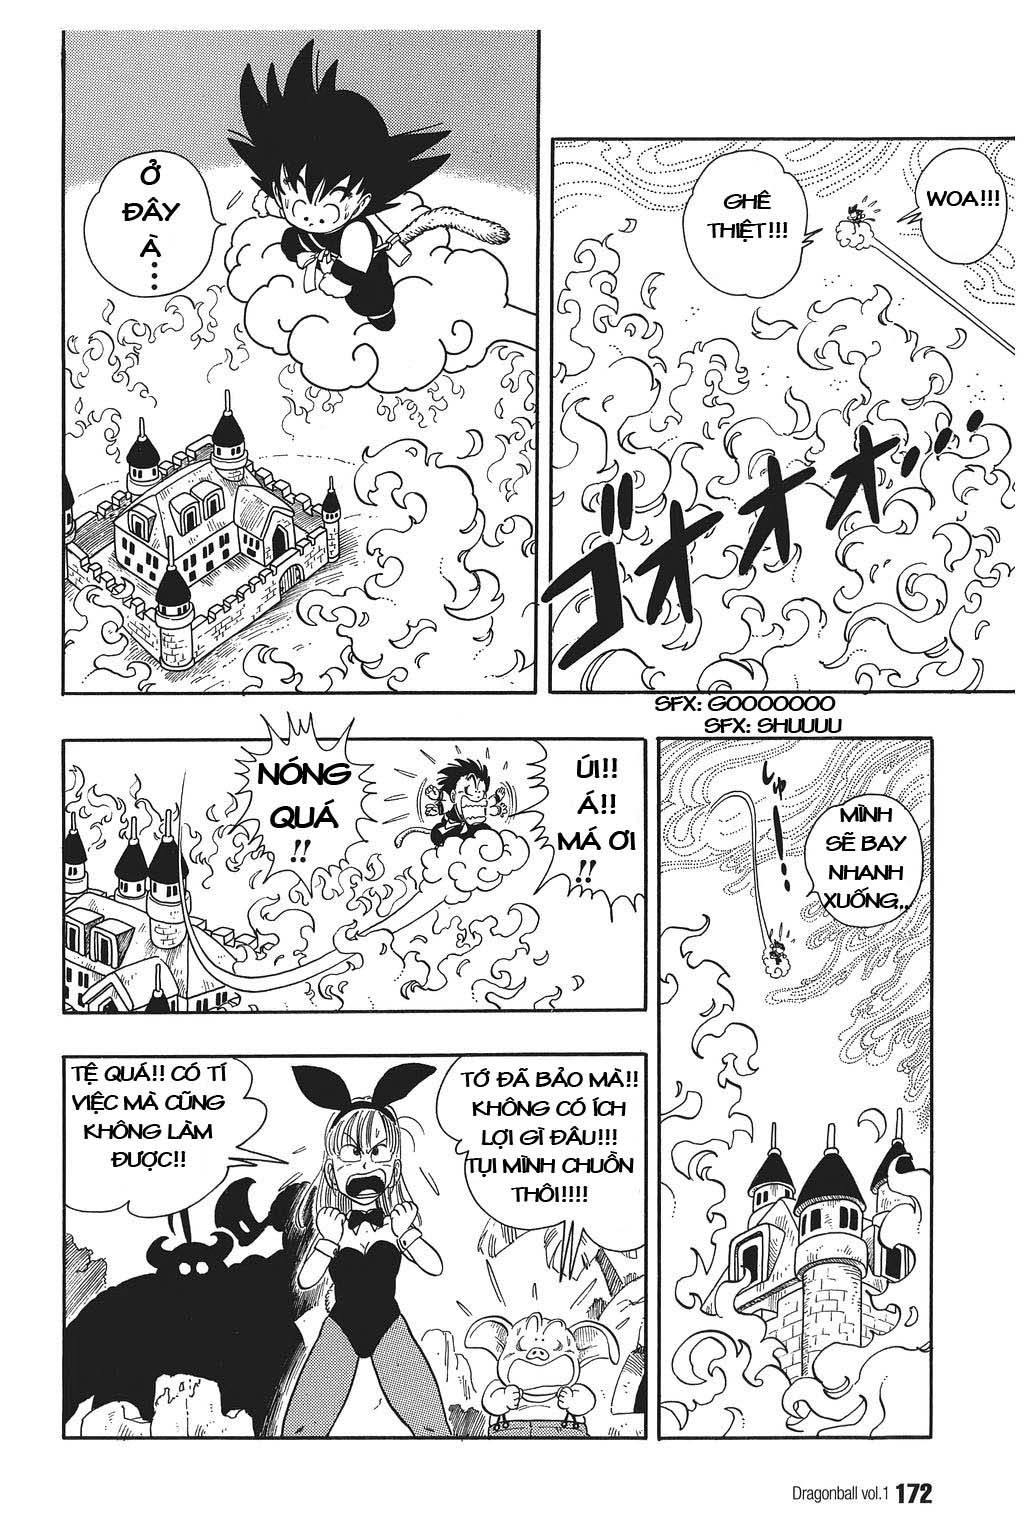 WOA!!!
GHÊ
THIỆT!!!
ゴオオオ…
SFX: GOOOOOOO
Ở
ĐÂY
À
...
SFX: SHUUUU
MÌNH
SẼ BAY
NHANH
XUỐNG..
ÚI!!
Á!!
MÁ ƠI
!!
NÓNG
QUÁ
!!
TỚ ĐÃ BẢO MÀ!!
KHÔNG CÓ ÍCH
LỢI GÌ ĐÂU!!!
TỤI MÌNH CHUỒN
THÔI!!!!
TỆ QUÁ!! CÓ TÍ
VIỆC MÀ CŨNG
KHÔNG LÀM
ĐƯỢC!!
Dragonball vol.1 172